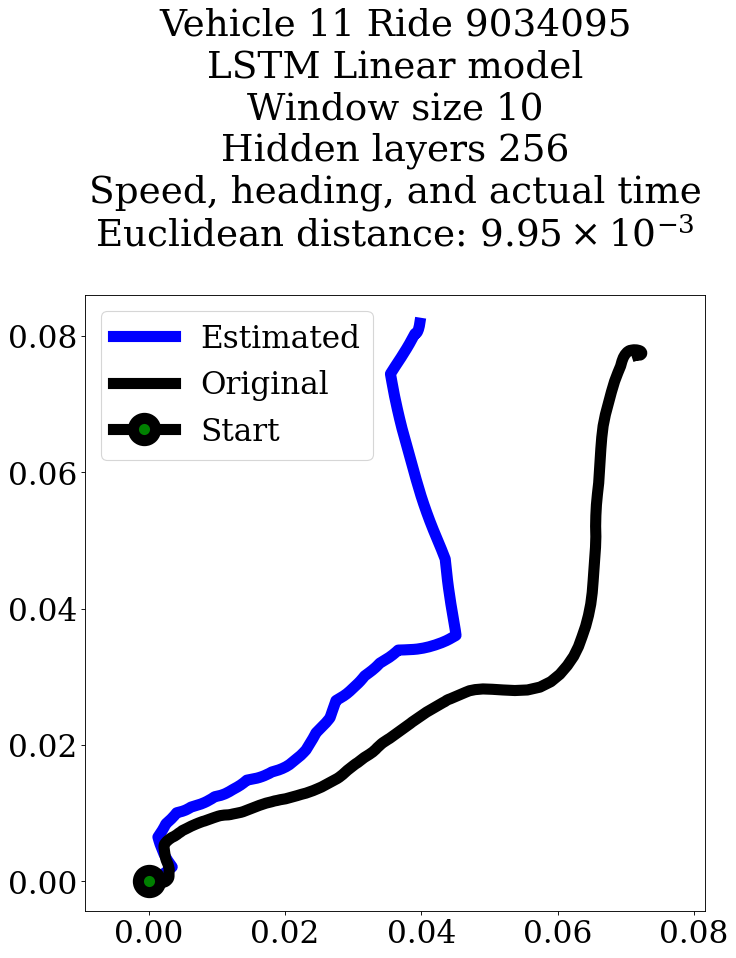 Vehicle 11 Ride 9034095
LSTM Linear model
Window size 10
Hidden layers 256
Speed, heading, and actual time
Euclidean distance: 9.95 × 10⁻³
Estimated
Original
Start
0.08
0.06
0.04
0.02
0.00
0.00 0.02 0.04 0.06 0.08